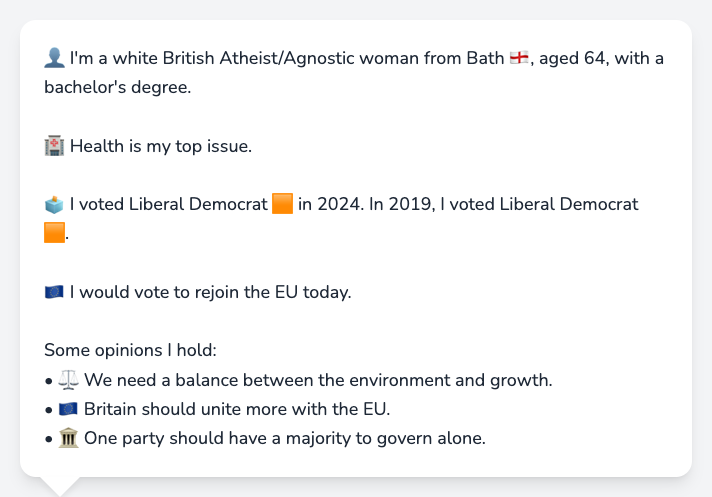 👤 I'm a white British Atheist/Agnostic woman from Bath 🏴󠁧󠁢󠁥󠁮󠁧󠁿, aged 64, with a
bachelor's degree.
🏥 Health is my top issue.
🗳️ I voted Liberal Democrat 🟧 in 2024. In 2019, I voted Liberal Democrat
🟧.
🇪🇺 I would vote to rejoin the EU today.
Some opinions I hold:
• ⚖️ We need a balance between the environment and growth.
• 🇪🇺 Britain should unite more with the EU.
• 🏛️ One party should have a majority to govern alone.